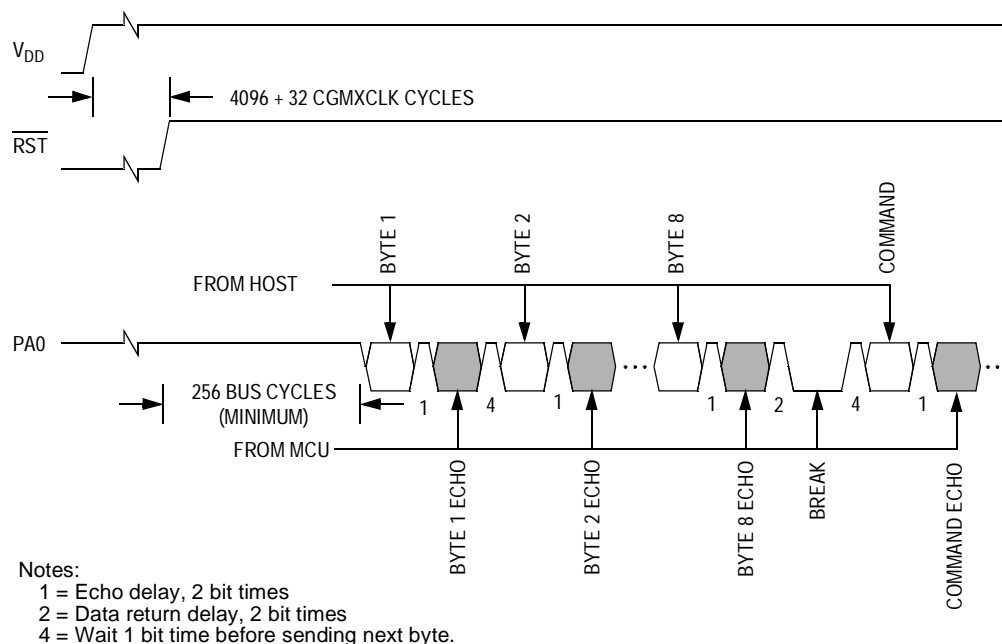 VDD
4096 + 32 CGMXCLK CYCLES
RST
BYTE 1
BYTE 2
BYTE 8
COMMAND
FROM HOST
PA0
256 BUS CYCLES
(MINIMUM)
1
4
1
1
2
4
1
FROM MCU
BYTE 1 ECHO
BYTE 2 ECHO
BYTE 8 ECHO
BREAK
COMMAND ECHO
Notes:
1 = Echo delay, 2 bit times
2 = Data return delay, 2 bit times
4 = Wait 1 bit time before sending next byte.